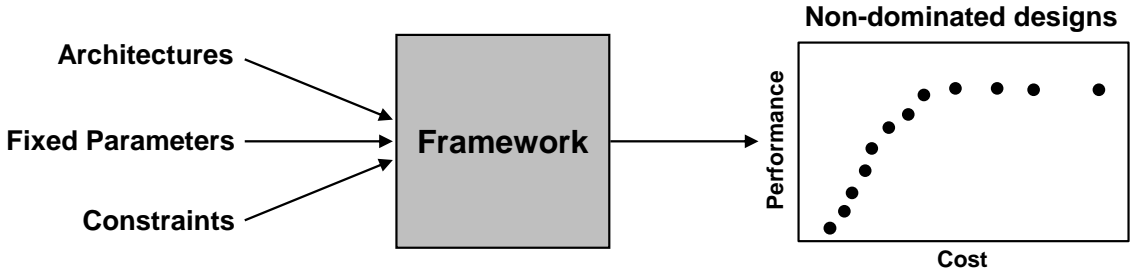 Architectures
Fixed Parameters
Constraints
Framework
Non-dominated designs
Performance
Cost